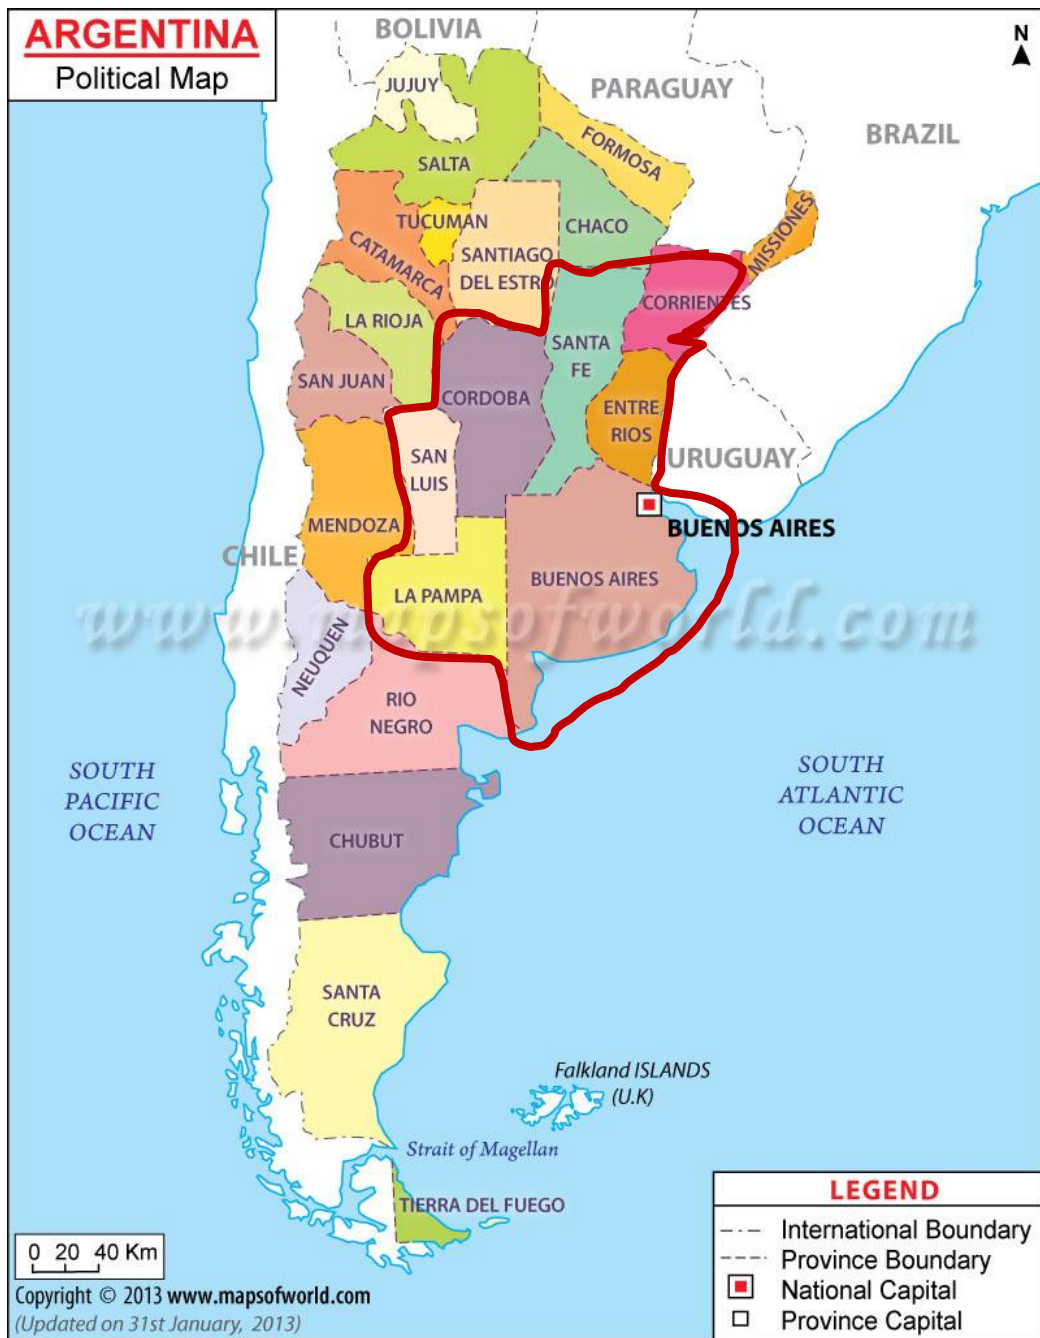 ARGENTINA
Political Map
N
BOLIVIA
PARAGUAY
BRAZIL
JUJUY
FORMOSA
SALTA
CHACO
TUCUMAN
MISSIONES
CATAMARCA
SANTIAGO
DEL ESTRO
CORRIENTES
LA RIOJA
SANTA
FE
SAN JUAN
CORDOBA
ENTRE
RIOS
SAN
LUIS
URUGUAY
MENDOZA
BUENOS AIRES
CHILE
BUENOS AIRES
LA PAMPA
www.mapsofworld.com
NEUQUEN
RIO
NEGRO
SOUTH
PACIFIC
OCEAN
SOUTH
ATLANTIC
OCEAN
CHUBUT
SANTA
CRUZ
Falkland ISLANDS
(U.K)
Strait of Magellan
TIERRA DEL FUEGO
LEGEND
International Boundary
Province Boundary
National Capital
Province Capital
0 20 40 Km
Copyright © 2013 www.mapsofworld.com
(Updated on 31st January, 2013)